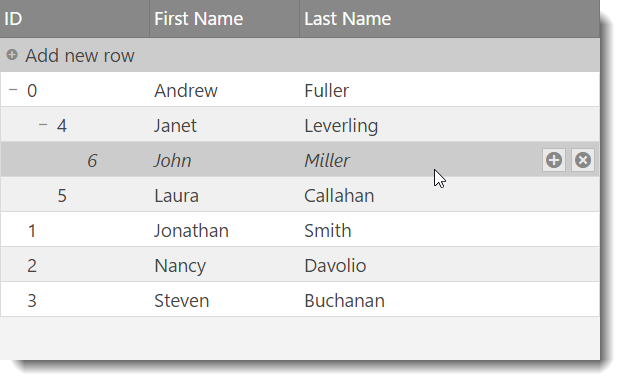 ID First Name Last Name
Add new row
0 Andrew Fuller
4 Janet Leverling
6 John Miller
5 Laura Callahan
1 Jonathan Smith
2 Nancy Davolio
3 Steven Buchanan